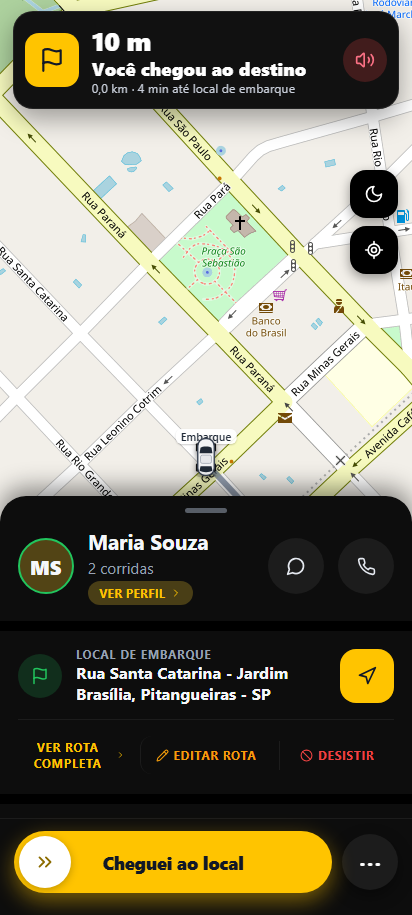 Rodovia
March
10 m
Você chegou ao destino
0,0 km · 4 min até local de embarque
Rua São Paulo
Rua Pará
Rua Paraná
Praça São
Sebastião
Rua Santa Catarina
Banco
do Brasil
Rua Paraná
Rua Minas Gerais
Rua Leonino Cotrim
Embarque
Rua Rio Grande
MS
Maria Souza
2 corridas
VER PERFIL
LOCAL DE EMBARQUE
Rua Santa Catarina - Jardim
Brasília, Pitangueiras - SP
VER ROTA
COMPLETA
EDITAR ROTA
DESISTIR
Cheguei ao local